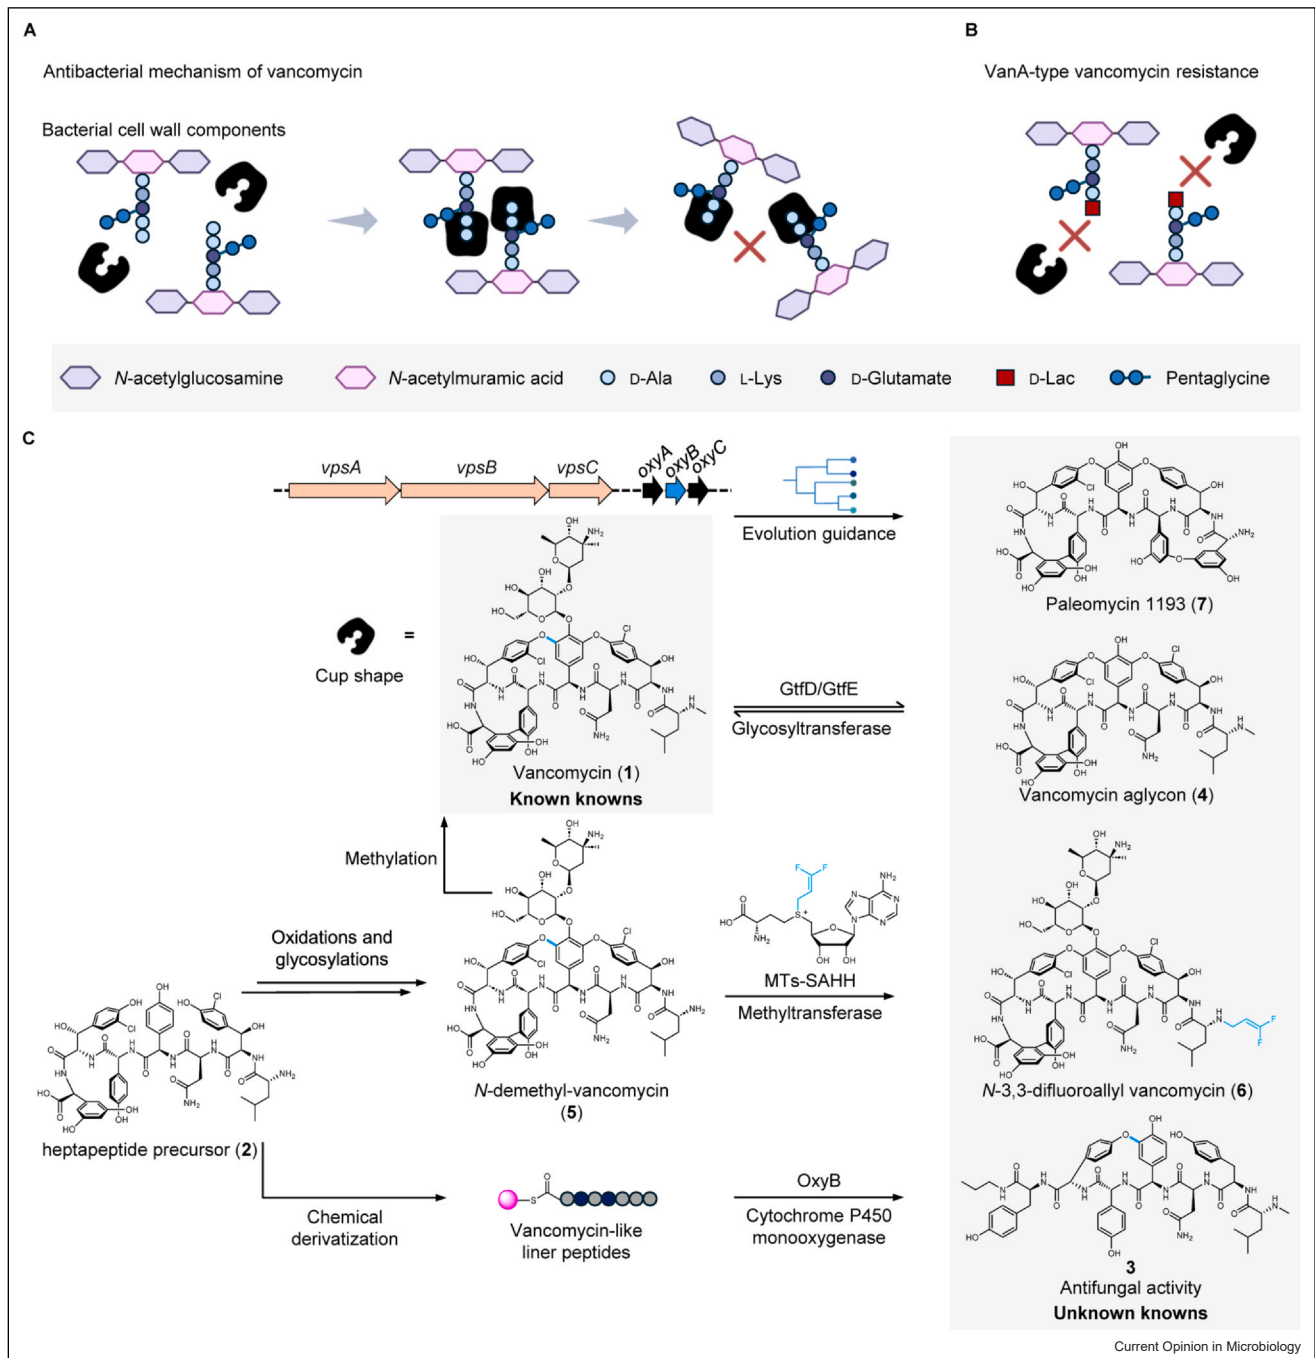 A
B
Antibacterial mechanism of vancomycin
VanA-type vancomycin resistance
Bacterial cell wall components
N-acetylglucosamine
N-acetylmuramic acid
D-Ala
L-Lys
D-Glutamate
D-Lac
Pentaglycine
C
vpsA
vpsB
vpsC
oxyA
oxyB
oxyC
Evolution guidance
Paleomycin 1193 (7)
Cup shape
=
Vancomycin (1)
Known knowns
GtfD/GtfE
Glycosyltransferase
Vancomycin aglycon (4)
Methylation
Oxidations and
glycosylations
N-demethyl-vancomycin
(5)
MTs-SAHH
Methyltransferase
N-3,3-difluoroallyl vancomycin (6)
heptapeptide precursor (2)
Chemical
derivatization
Vancomycin-like
liner peptides
OxyB
Cytochrome P450
monooxygenase
3
Antifungal activity
Unknown knowns
Current Opinion in Microbiology